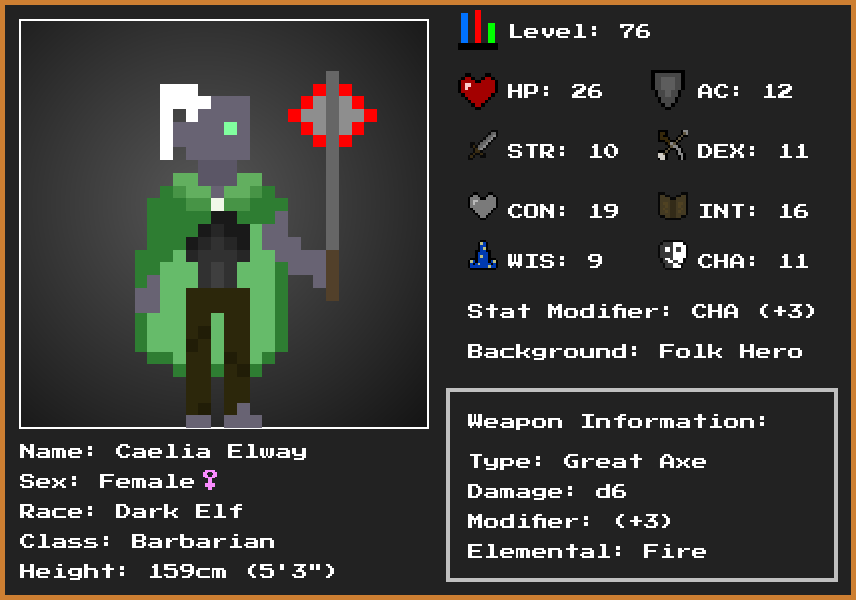 Level: 76
HP: 26
AC: 12
STR: 10
DEX: 11
CON: 19
INT: 16
WIS: 9
CHA: 11
Stat Modifier: CHA (+3)
Background: Folk Hero
Weapon Information:
Type: Great Axe
Damage: d6
Modifier: (+3)
Elemental: Fire
Name: Caelia Elway
Sex: Female♀
Race: Dark Elf
Class: Barbarian
Height: 159cm (5'3")